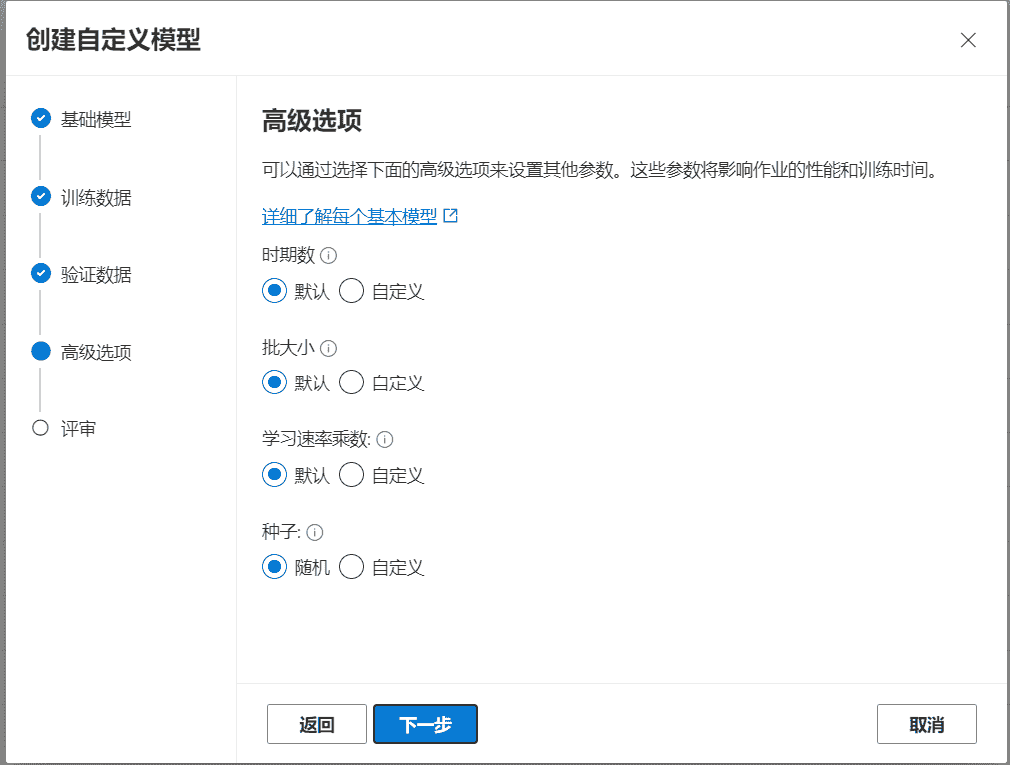 创建自定义模型
基础模型
训练数据
验证数据
高级选项
评审
高级选项
可以通过选择下面的高级选项来设置其他参数。这些参数将影响作业的性能和训练时间。
详细了解每个基本模型
时期数
默认 自定义
批大小
默认 自定义
学习速率乘数:
默认 自定义
种子:
随机 自定义
返回 下一步 取消